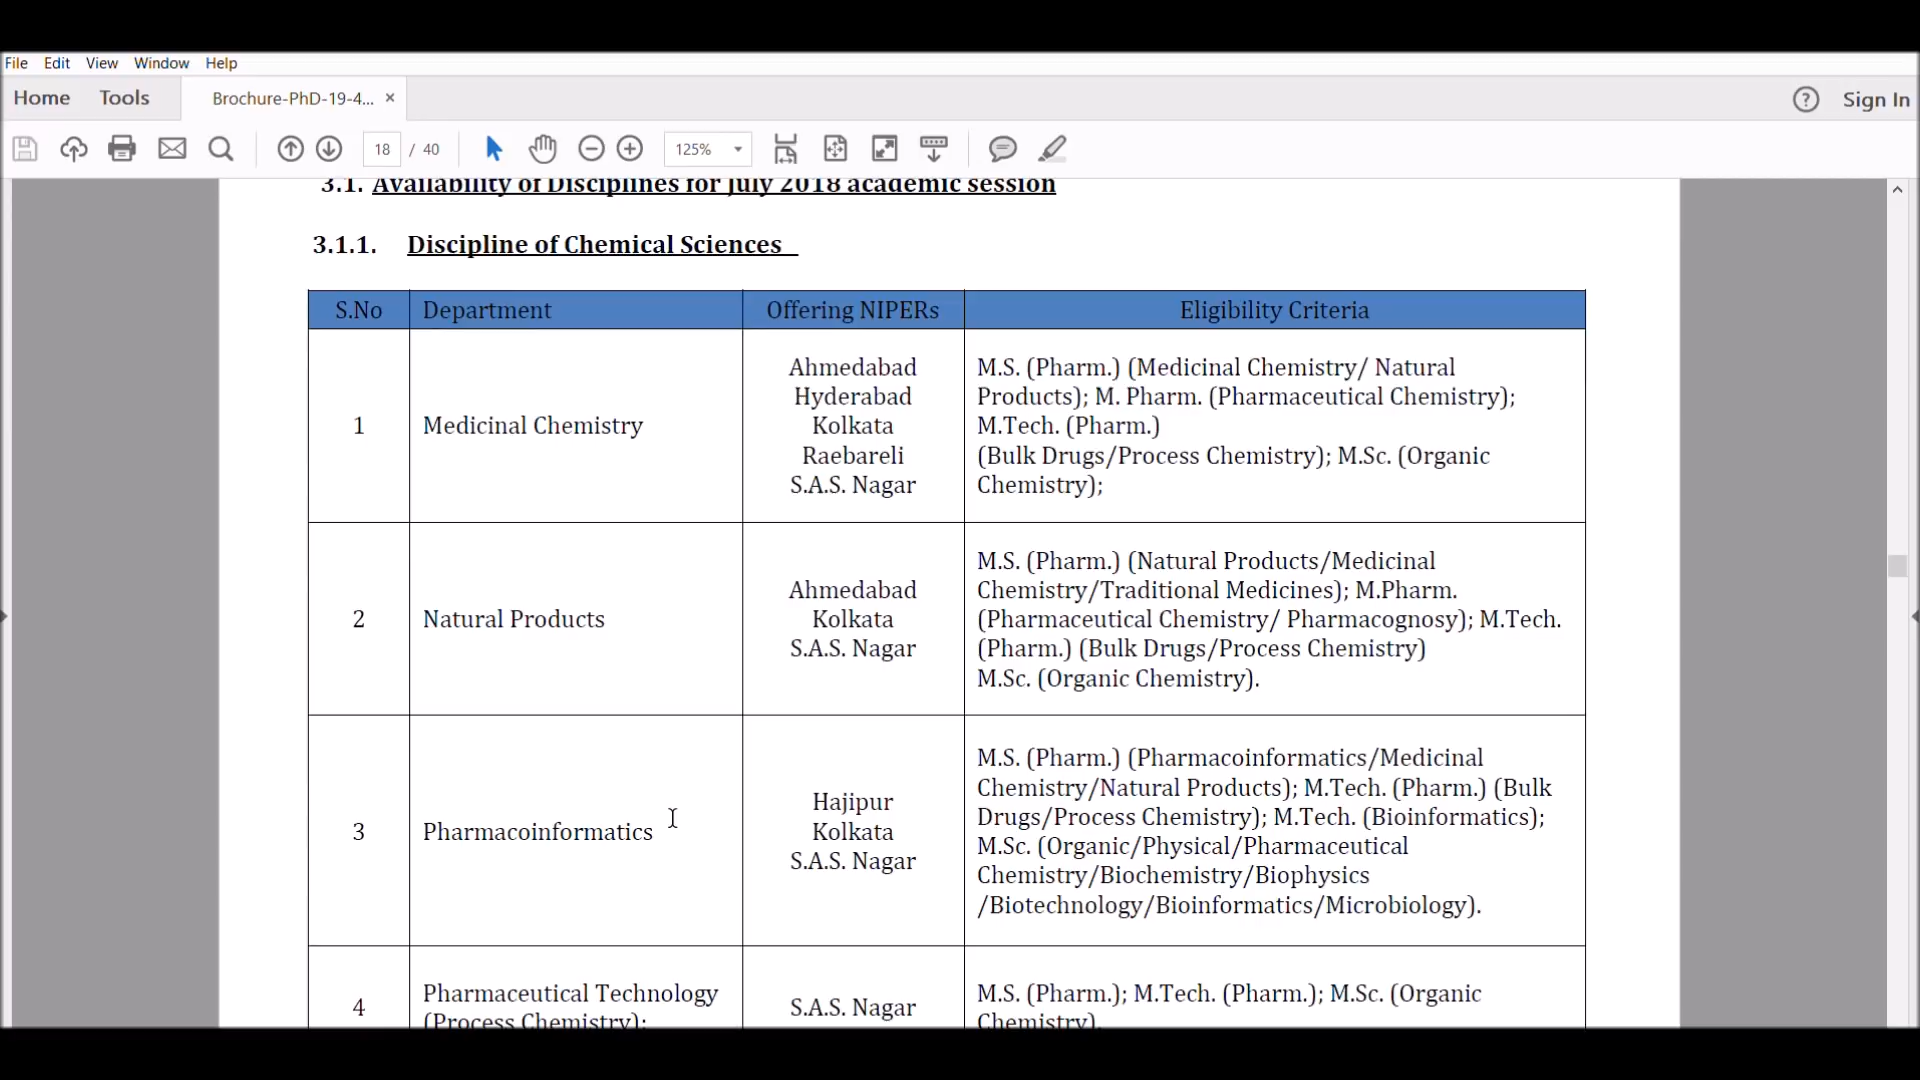 File Edit View Window Help
Home Tools Brochure-PhD-19-4... × ? Sign In
18 / 40 125%
3.1. Availability of Disciplines for July 2018 academic session
3.1.1. Discipline of Chemical Sciences
S.No Department Offering NIPERs Eligibility Criteria
1
Medicinal Chemistry
Ahmedabad
Hyderabad
Kolkata
Raebareli
S.A.S. Nagar
M.S. (Pharm.) (Medicinal Chemistry/ Natural
Products); M. Pharm. (Pharmaceutical Chemistry);
M.Tech. (Pharm.)
(Bulk Drugs/Process Chemistry); M.Sc. (Organic
Chemistry);
2
Natural Products
Ahmedabad
Kolkata
S.A.S. Nagar
M.S. (Pharm.) (Natural Products/Medicinal
Chemistry/Traditional Medicines); M.Pharm.
(Pharmaceutical Chemistry/ Pharmacognosy); M.Tech.
(Pharm.) (Bulk Drugs/Process Chemistry)
M.Sc. (Organic Chemistry).
3
Pharmacoinformatics
Hajipur
Kolkata
S.A.S. Nagar
M.S. (Pharm.) (Pharmacoinformatics/Medicinal
Chemistry/Natural Products); M.Tech. (Pharm.) (Bulk
Drugs/Process Chemistry); M.Tech. (Bioinformatics);
M.Sc. (Organic/Physical/Pharmaceutical
Chemistry/Biochemistry/Biophysics
/Biotechnology/Bioinformatics/Microbiology).
4
Pharmaceutical Technology
(Process Chemistry);
S.A.S. Nagar
M.S. (Pharm.); M.Tech. (Pharm.); M.Sc. (Organic
Chemistry).